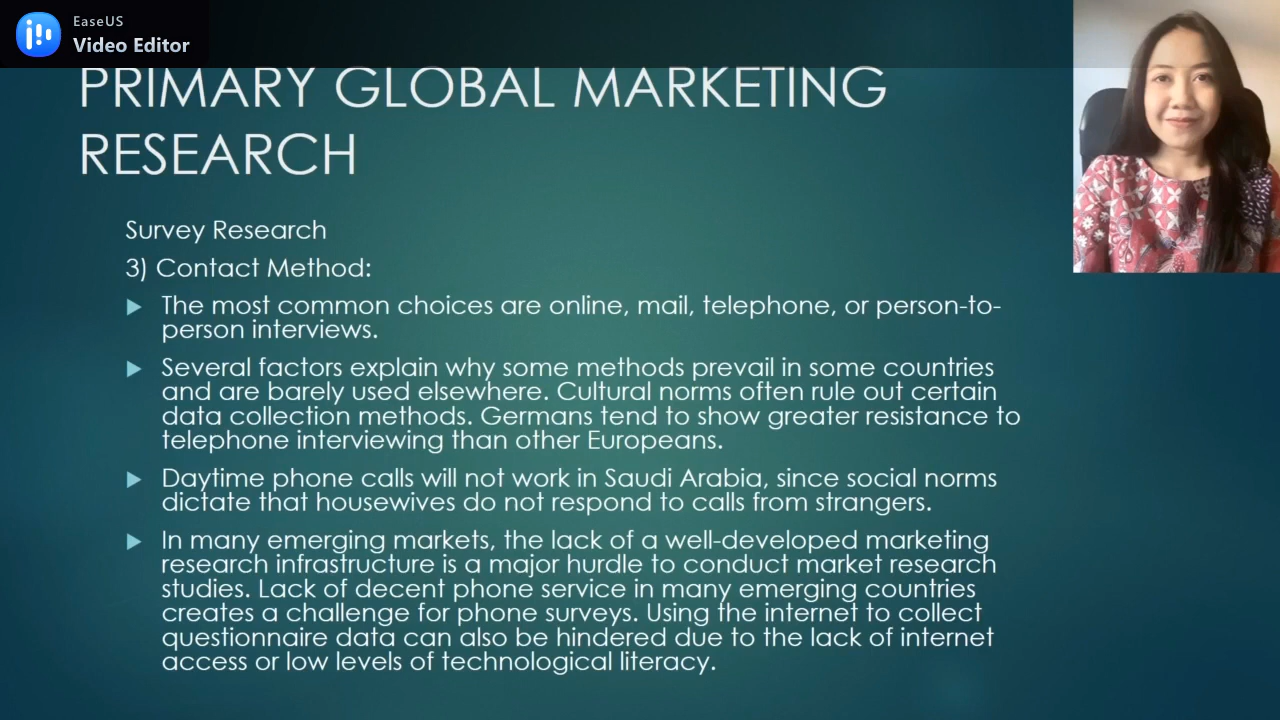 EaseUS
Video Editor
PRIMARY GLOBAL MARKETING
RESEARCH
Survey Research
3) Contact Method:
The most common choices are online, mail, telephone, or person-to-
person interviews.
Several factors explain why some methods prevail in some countries
and are barely used elsewhere. Cultural norms often rule out certain
data collection methods. Germans tend to show greater resistance to
telephone interviewing than other Europeans.
Daytime phone calls will not work in Saudi Arabia, since social norms
dictate that housewives do not respond to calls from strangers.
In many emerging markets, the lack of a well-developed marketing
research infrastructure is a major hurdle to conduct market research
studies. Lack of decent phone service in many emerging countries
creates a challenge for phone surveys. Using the internet to collect
questionnaire data can also be hindered due to the lack of internet
access or low levels of technological literacy.